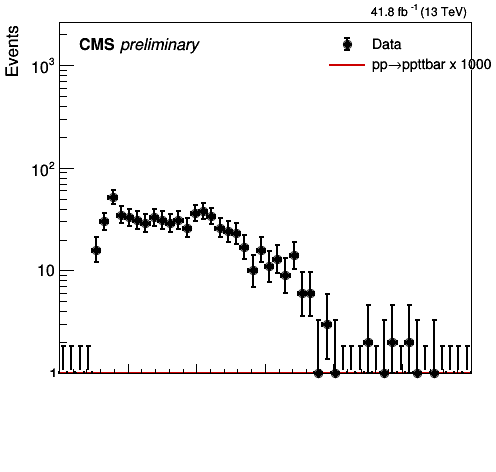 41.8 fb⁻¹ (13 TeV)
CMS preliminary
Data
pp→ppttbar x 1000
Events
10³
10²
10
1